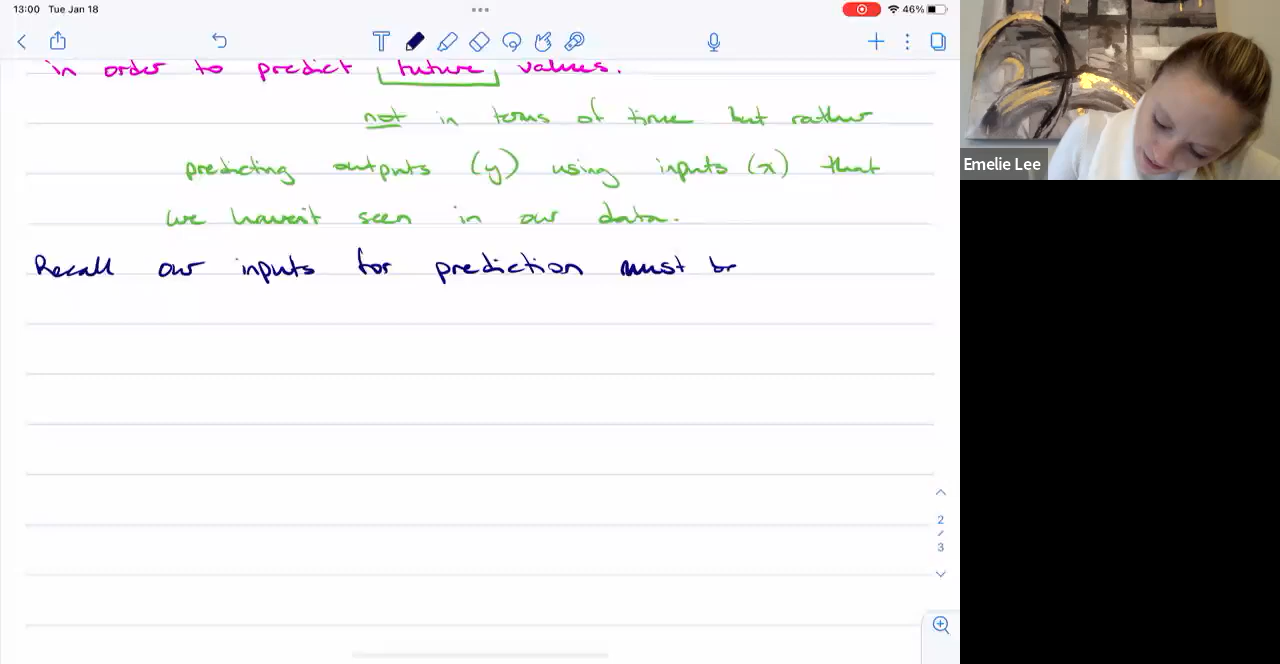 13:00 Tue Jan 18
46%
in order to predict future values.
not in terms of time but rather
predicting outputs (y) using inputs (x) that
we haven't seen in our data.
Recall our inputs for prediction must be
2
/
3
Emelie Lee